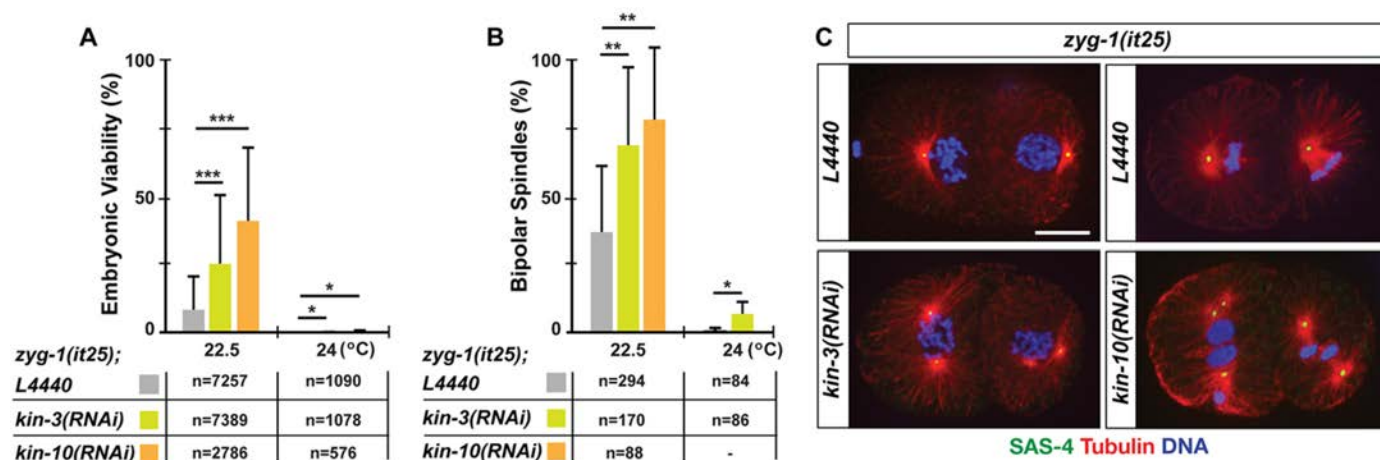 A
Embryonic Viability (%)
100
50
0
***
***
*
*
22.5
24 (°C)
zyg-1(it25);
L4440
n=7257
n=1090
kin-3(RNAi)
n=7389
n=1078
kin-10(RNAi)
n=2786
n=576
B
Bipolar Spindles (%)
100
50
0
**
**
*
22.5
24 (°C)
zyg-1(it25);
L4440
n=294
n=84
kin-3(RNAi)
n=170
n=86
kin-10(RNAi)
n=88
-
C
zyg-1(it25)
L4440
L4440
kin-3(RNAi)
kin-10(RNAi)
SAS-4 Tubulin DNA